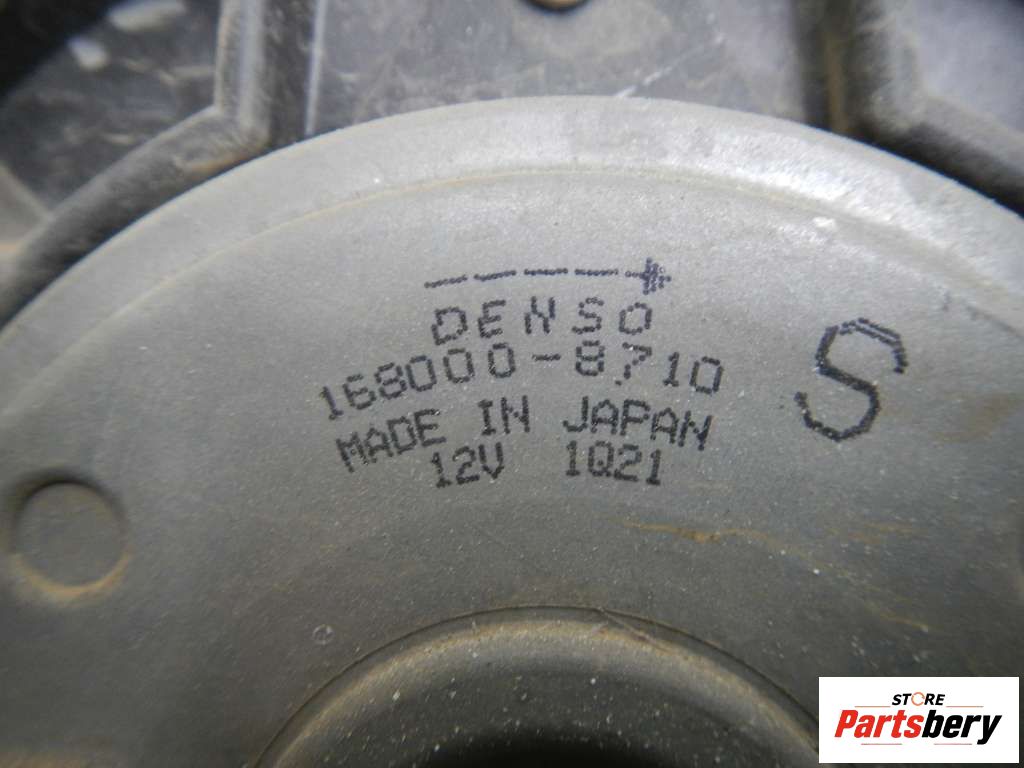 DENSO
168000-8710
S
MADE IN JAPAN
12V 1Q21
STORE
Partsbery